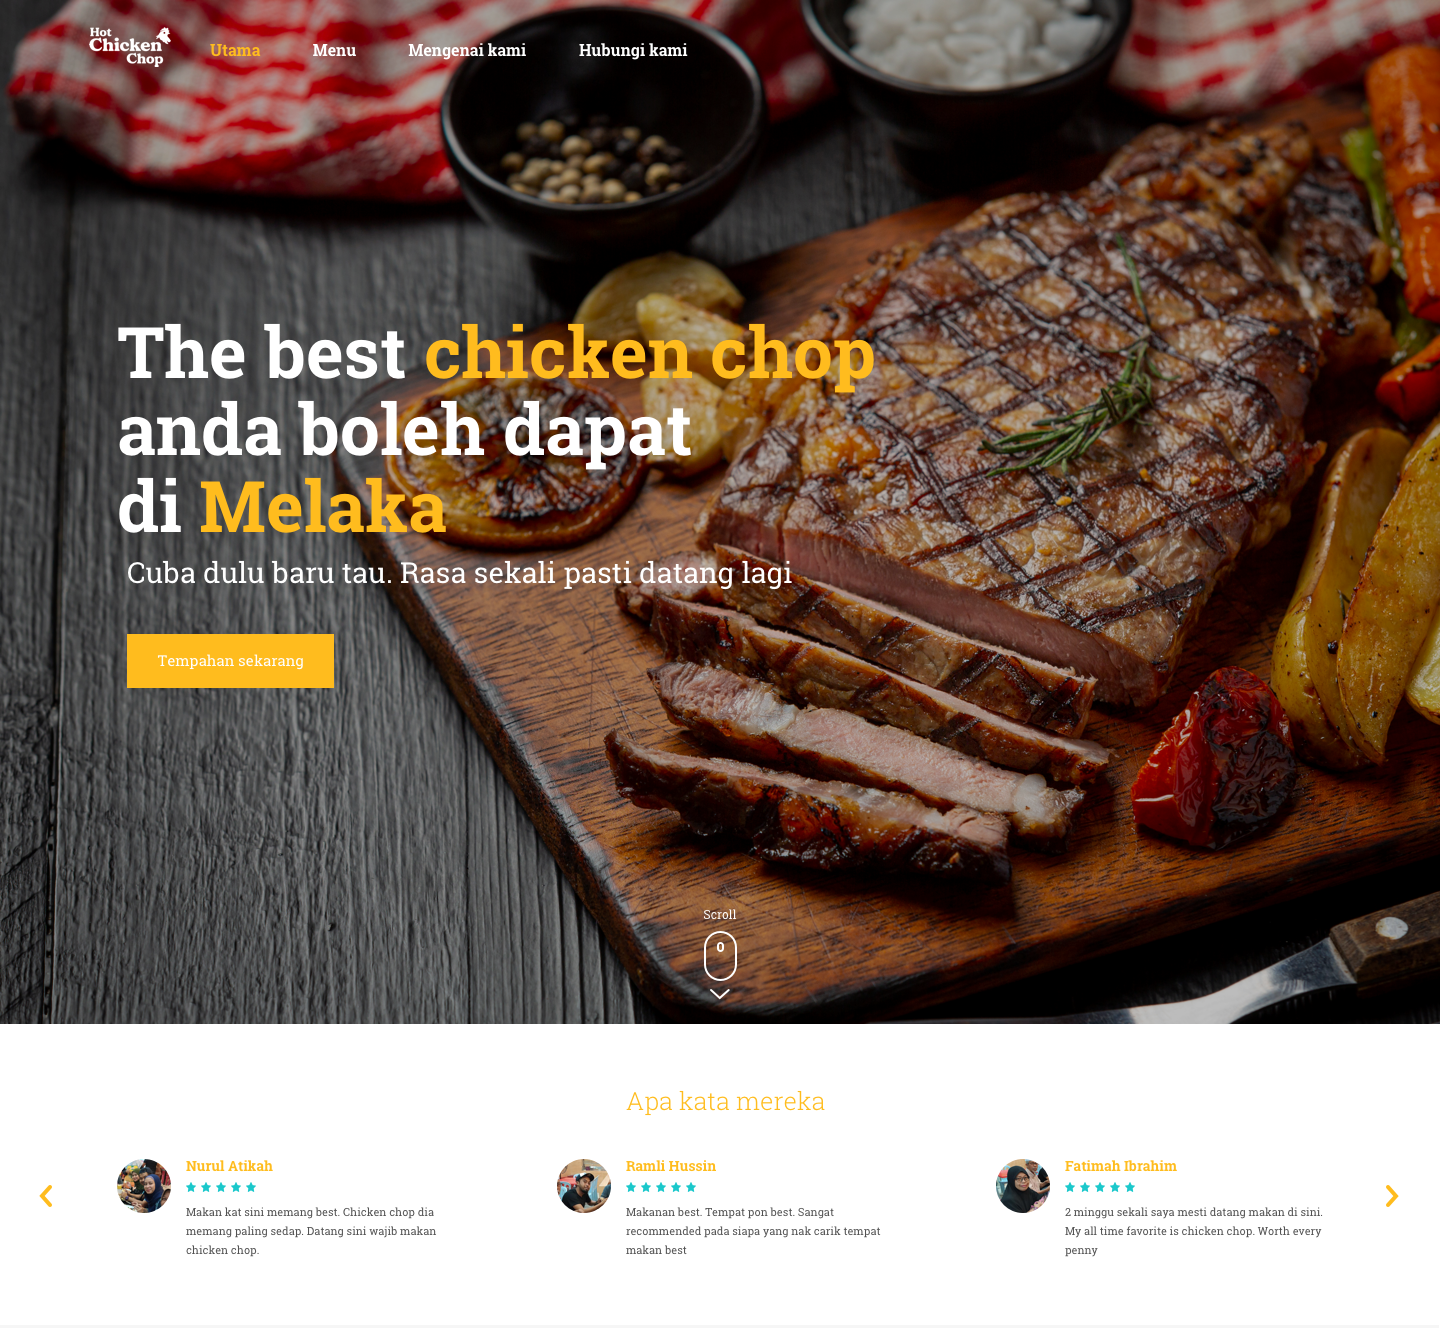 Hot
Chicken
Chop
Utama Menu Mengenai kami Hubungi kami
The best chicken chop
anda boleh dapat
di Melaka
Cuba dulu baru tau. Rasa sekali pasti datang lagi
Tempahan sekarang
Scroll
0
Apa kata mereka
Nurul Atikah
Makan kat sini memang best. Chicken chop dia
memang paling sedap. Datang sini wajib makan
chicken chop.
Ramli Hussin
Makanan best. Tempat pon best. Sangat
recommended pada siapa yang nak carik tempat
makan best
Fatimah Ibrahim
2 minggu sekali saya mesti datang makan di sini.
My all time favorite is chicken chop. Worth every
penny